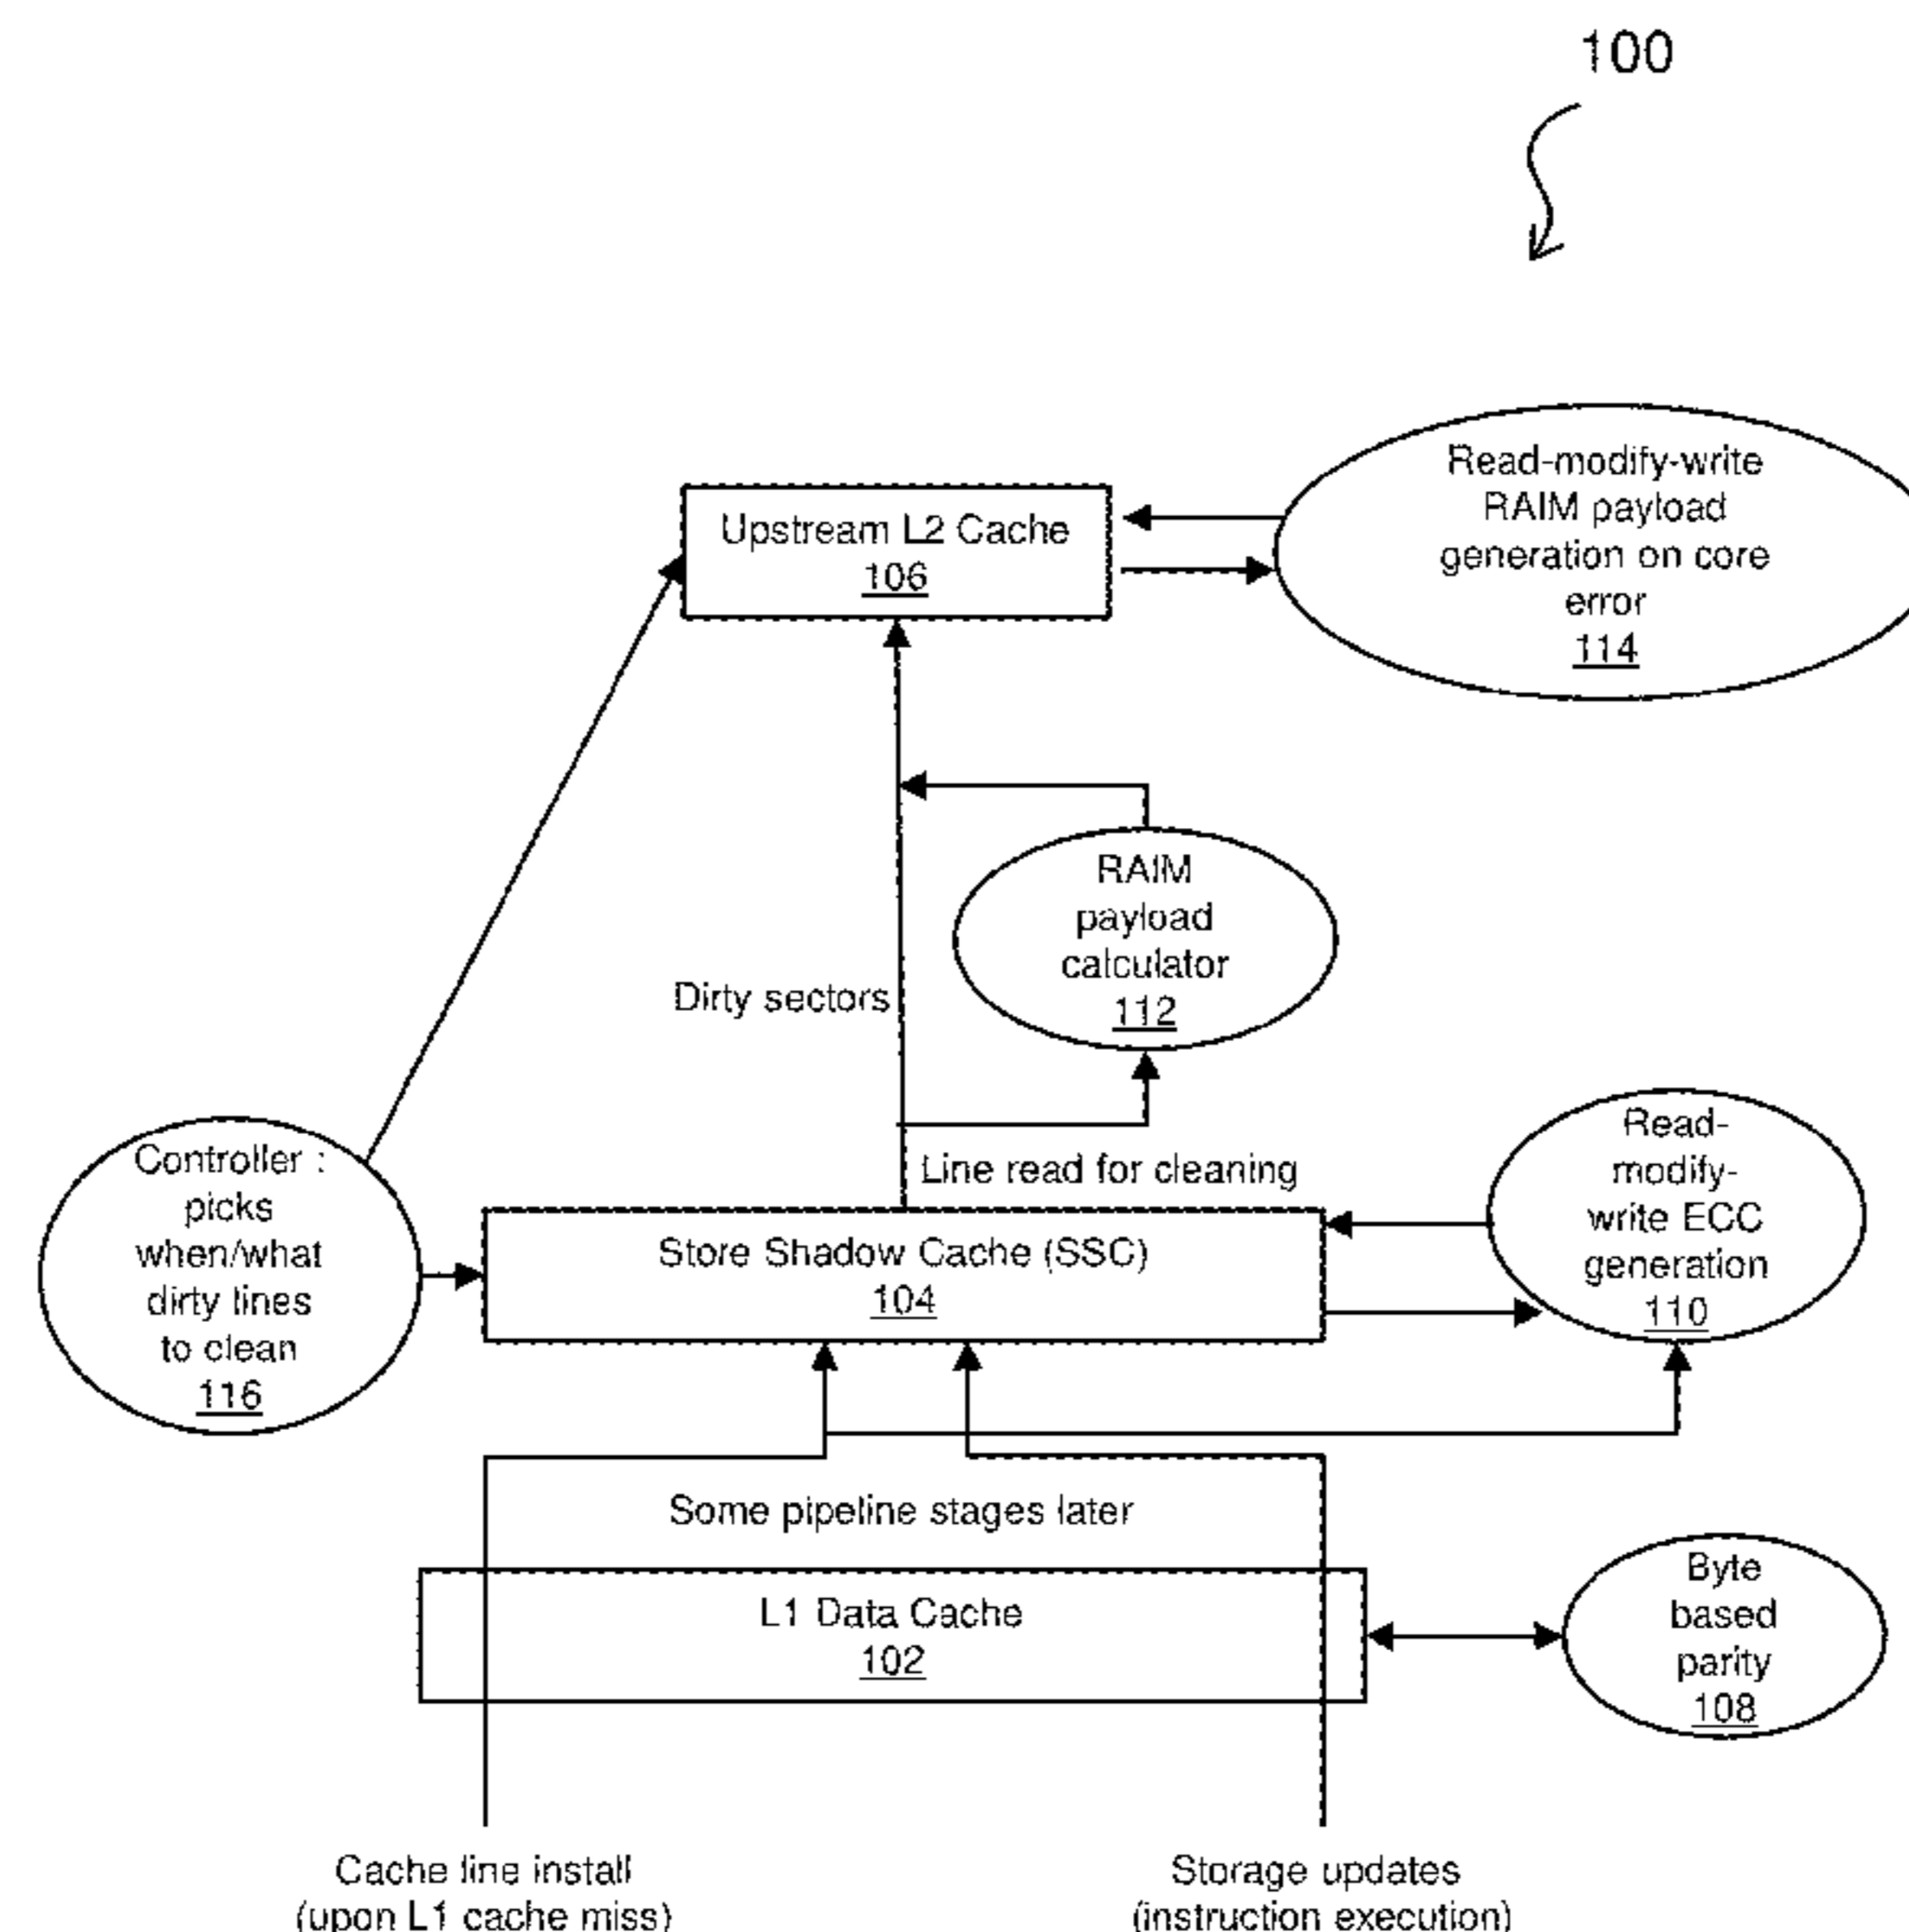 100
Upstream L2 Cache
106
Read-modify-write
RAIM payload
generation on core
error
114
RAIM
payload
calculator
112
Dirty sectors
Line read for cleaning
Controller :
picks
when/what
dirty lines
to clean
116
Store Shadow Cache (SSC)
104
Read-
modify-
write ECC
generation
110
Some pipeline stages later
L1 Data Cache
102
Byte
based
parity
108
Cache line install
(upon L1 cache miss)
Storage updates
(instruction execution)